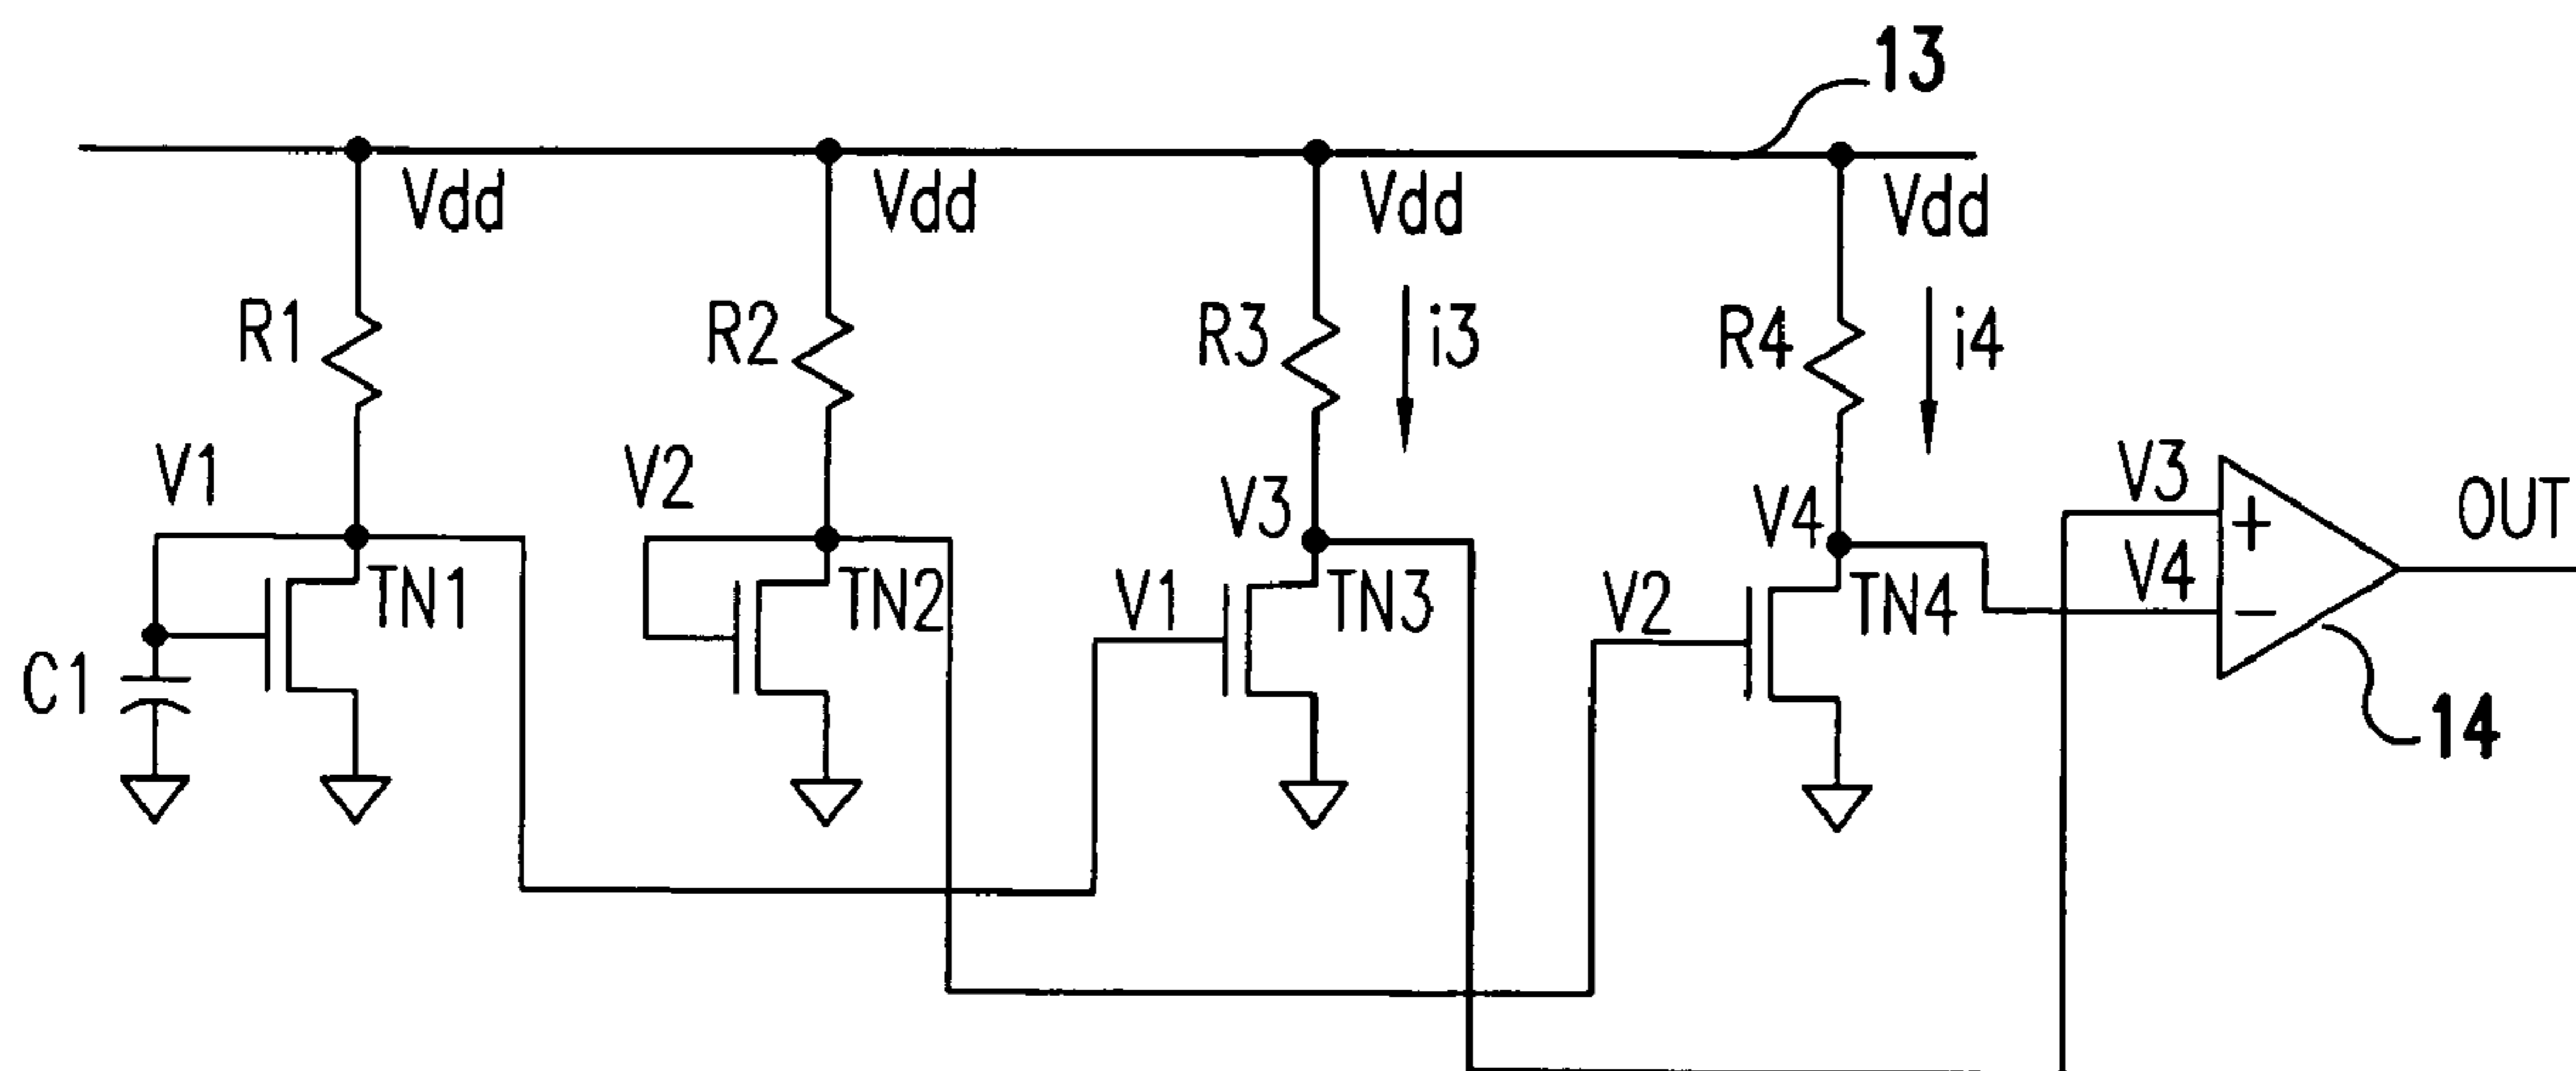 13
Vdd
Vdd
Vdd
Vdd
R1
R2
R3
i3
R4
i4
V1
V2
V3
V4
V3
+
OUT
V4
−
TN1
TN2
V1
TN3
V2
TN4
C1
14